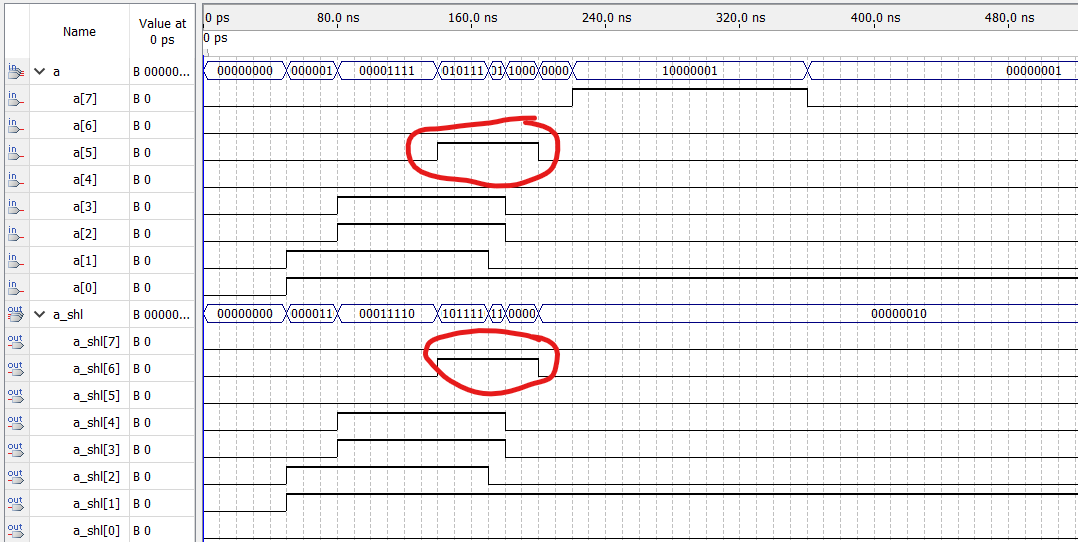 Name Value at 0 ps 0 ps 80.0 ns 160.0 ns 240.0 ns 320.0 ns 400.0 ns 480.0 ns
0 ps
in a B 00000... 00000000 000001 00001111 010111 01 1000 0000 10000001 00000001
in a[7] B 0
in a[6] B 0
in a[5] B 0
in a[4] B 0
in a[3] B 0
in a[2] B 0
in a[1] B 0
in a[0] B 0
out a_shl B 00000... 00000000 000011 00011110 101111 11 0000 00000010
out a_shl[7] B 0
out a_shl[6] B 0
out a_shl[5] B 0
out a_shl[4] B 0
out a_shl[3] B 0
out a_shl[2] B 0
out a_shl[1] B 0
out a_shl[0] B 0